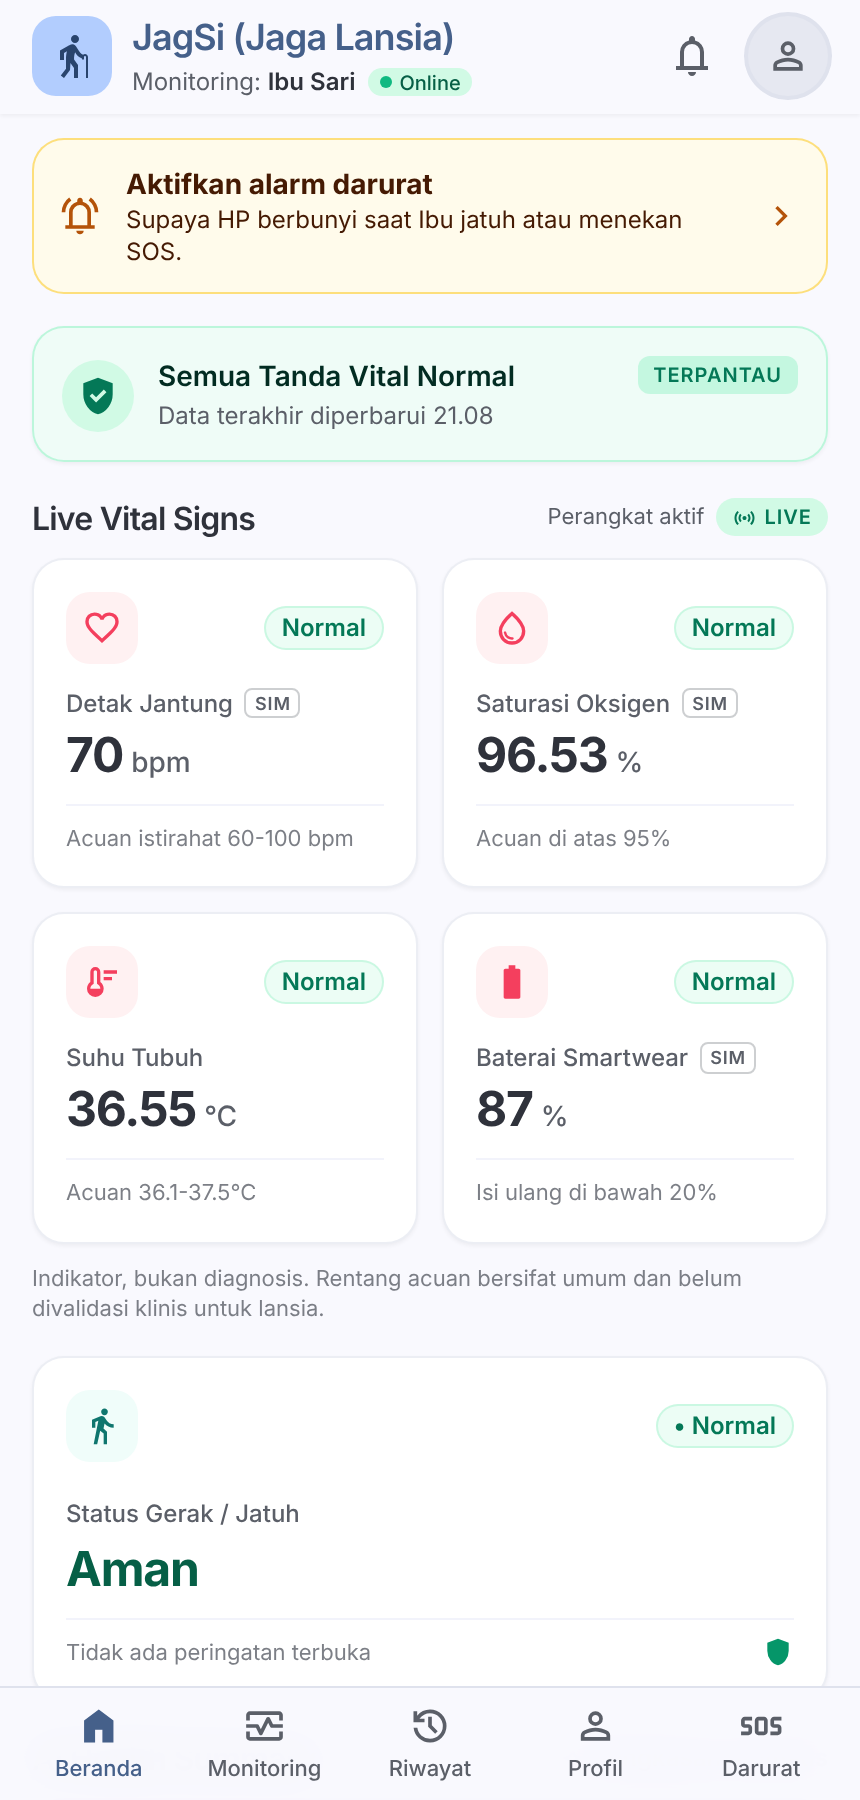 JagSi (Jaga Lansia)
Monitoring: Ibu Sari Online
Aktifkan alarm darurat
Supaya HP berbunyi saat Ibu jatuh atau menekan
SOS.
Semua Tanda Vital Normal
TERPANTAU
Data terakhir diperbarui 21.08
Live Vital Signs
Perangkat aktif LIVE
Normal
Detak Jantung SIM
70 bpm
Acuan istirahat 60-100 bpm
Normal
Saturasi Oksigen SIM
96.53 %
Acuan di atas 95%
Normal
Suhu Tubuh
36.55 °C
Acuan 36.1-37.5°C
Normal
Baterai Smartwear SIM
87 %
Isi ulang di bawah 20%
Indikator, bukan diagnosis. Rentang acuan bersifat umum dan belum
divalidasi klinis untuk lansia.
• Normal
Status Gerak / Jatuh
Aman
Tidak ada peringatan terbuka
Beranda
Monitoring
Riwayat
Profil
SOS
Darurat